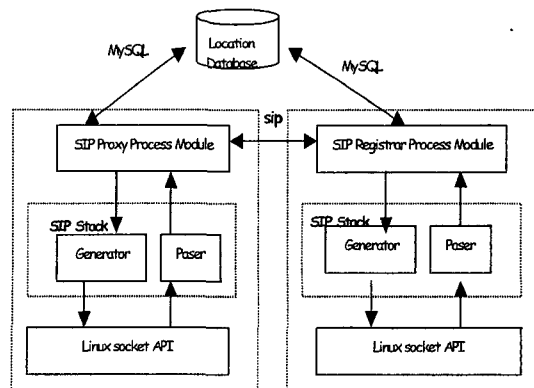 Location
Database
MySQL
MySQL
sip
SIP Proxy Process Module
SIP Registrar Process Module
SIP Stack
Generator
Paser
SIP Stack
Generator
Paser
Linux socket API
Linux socket API